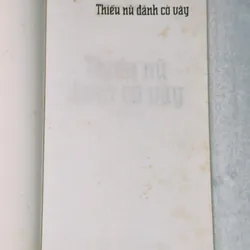 Thiếu nữ đánh cờ vây